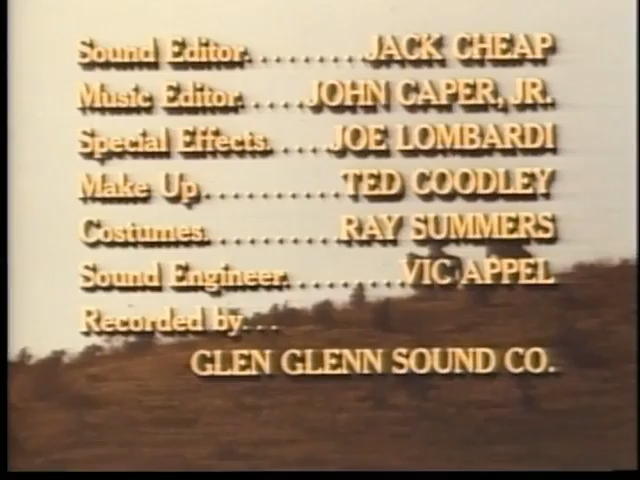 Sound Editor........JACK CHEAP
Music Editor.....JOHN CAPER, JR.
Special Effects.....JOE LOMBARDI
Make Up...........TED COODLEY
Costumes...........RAY SUMMERS
Sound Engineer.........VIC APPEL
Recorded by...
GLEN GLENN SOUND CO.